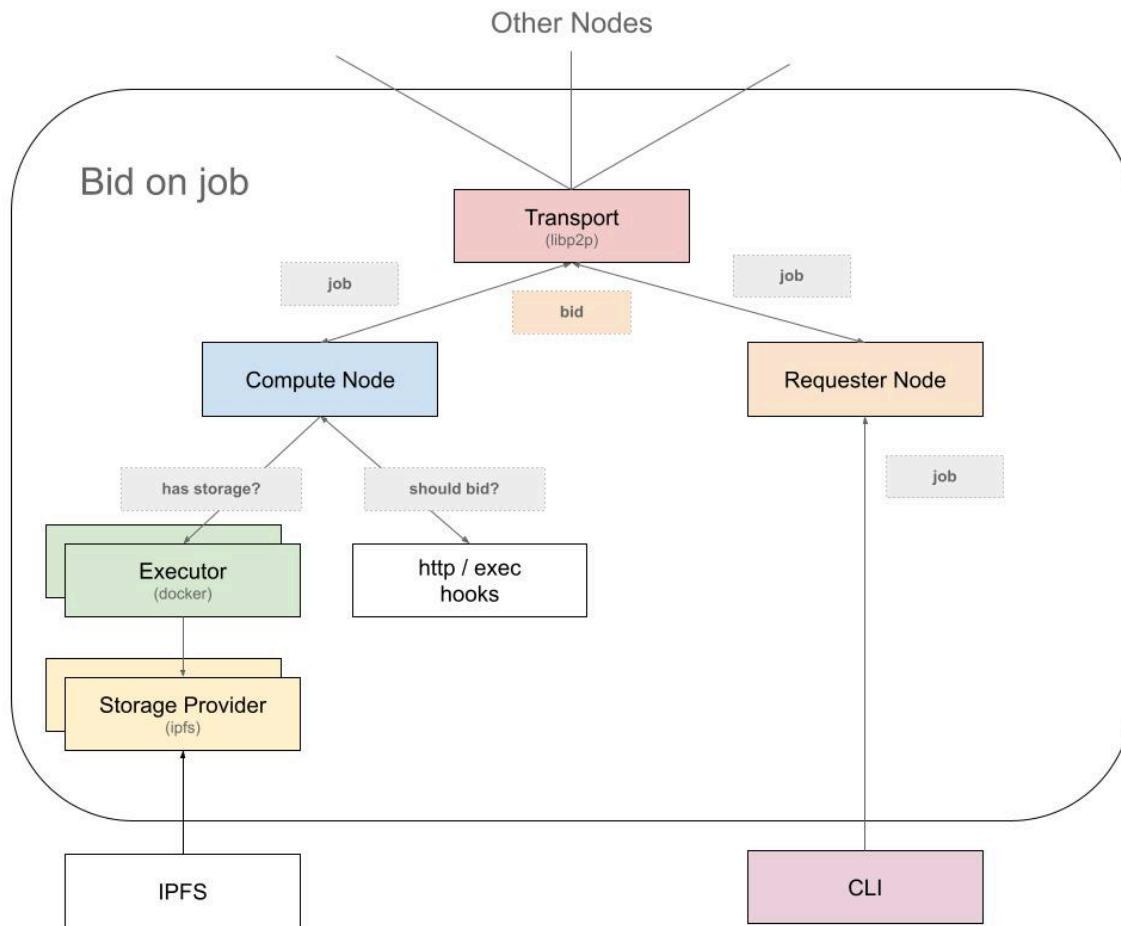 Other Nodes
Bid on job
Transport
(libp2p)
job
job
bid
Compute Node
Requester Node
has storage?
should bid?
job
Executor
(docker)
http / exec
hooks
Storage Provider
(ipfs)
IPFS
CLI